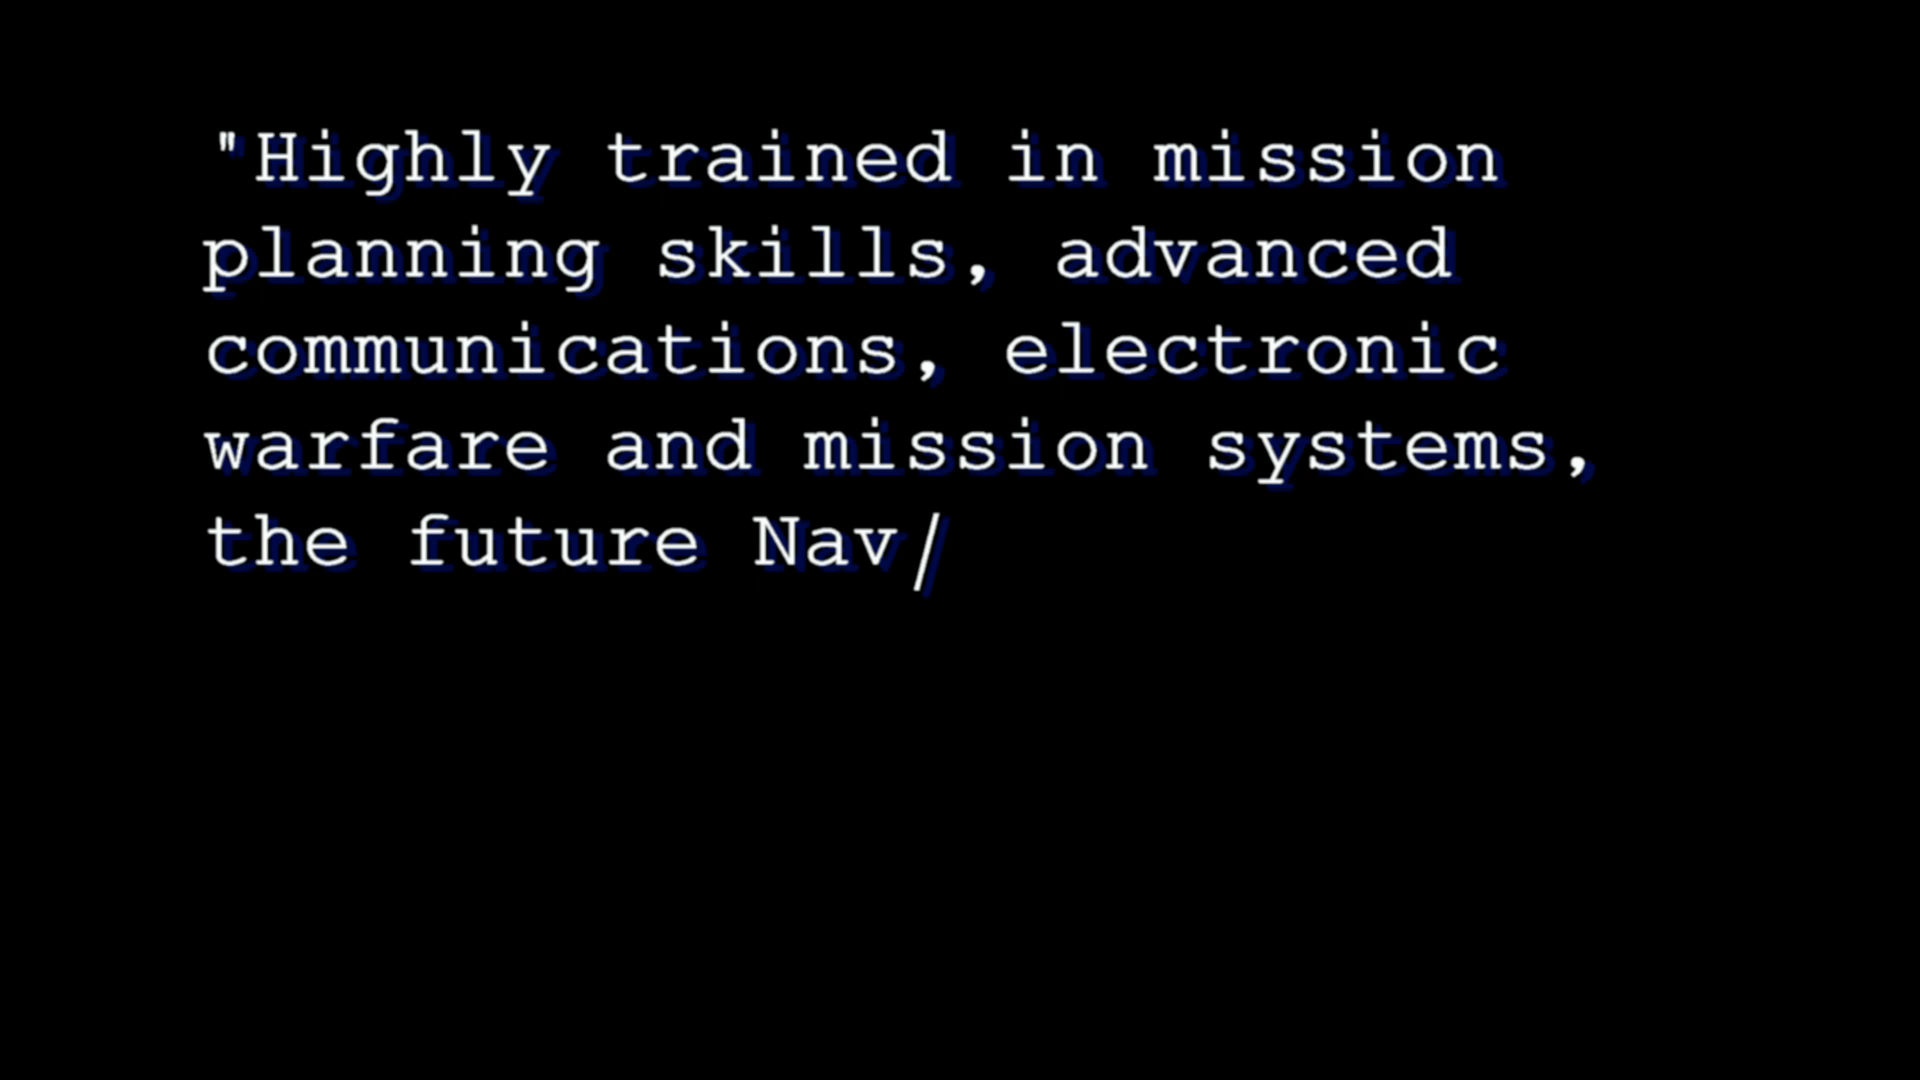 "Highly trained in mission
planning skills, advanced
communications, electronic
warfare and mission systems,
the future Nav/